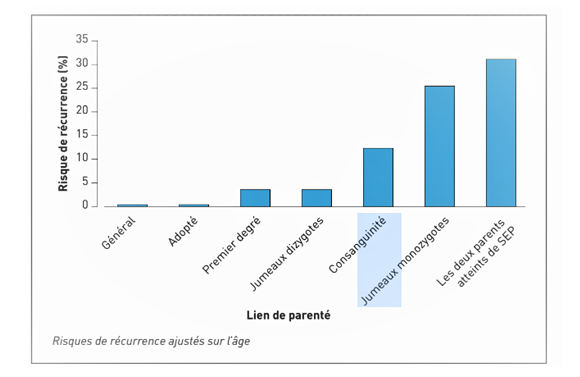 Risque de récurrence (%)
35
30
25
20
15
10
5
0
Général
Adopté
Premier degré
Jumeaux dizygotes
Consanguinité
Jumeaux monozygotes
Les deux parents
atteints de SEP
Lien de parenté
Risques de récurrence ajustés sur l'âge